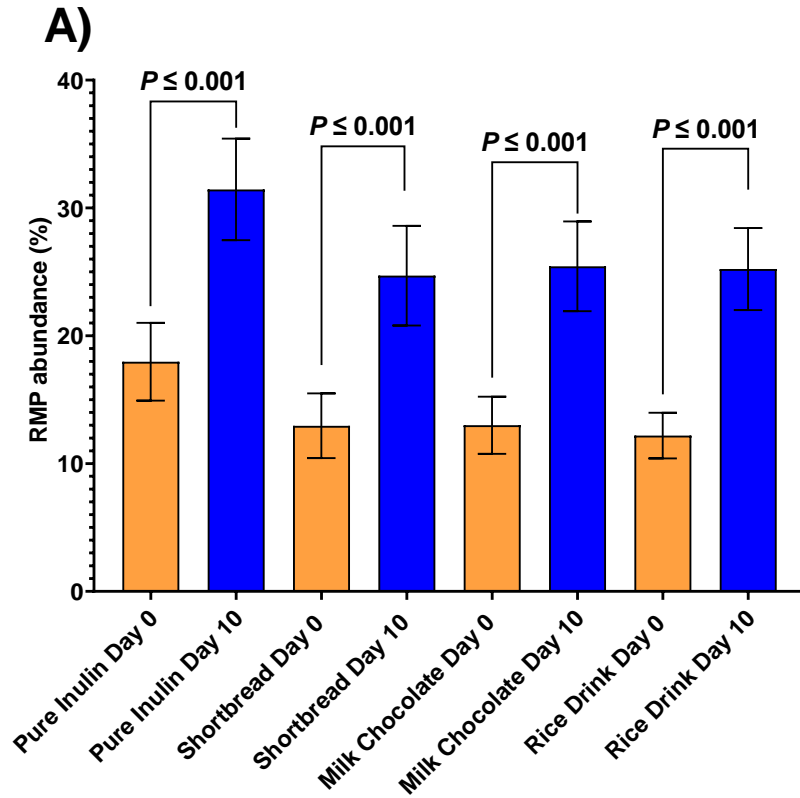 A)
P ≤ 0.001
P ≤ 0.001
P ≤ 0.001
P ≤ 0.001
RMP abundance (%)
40
30
20
10
0
Pure Inulin Day 0
Pure Inulin Day 10
Shortbread Day 0
Shortbread Day 10
Milk Chocolate Day 0
Milk Chocolate Day 10
Rice Drink Day 0
Rice Drink Day 10